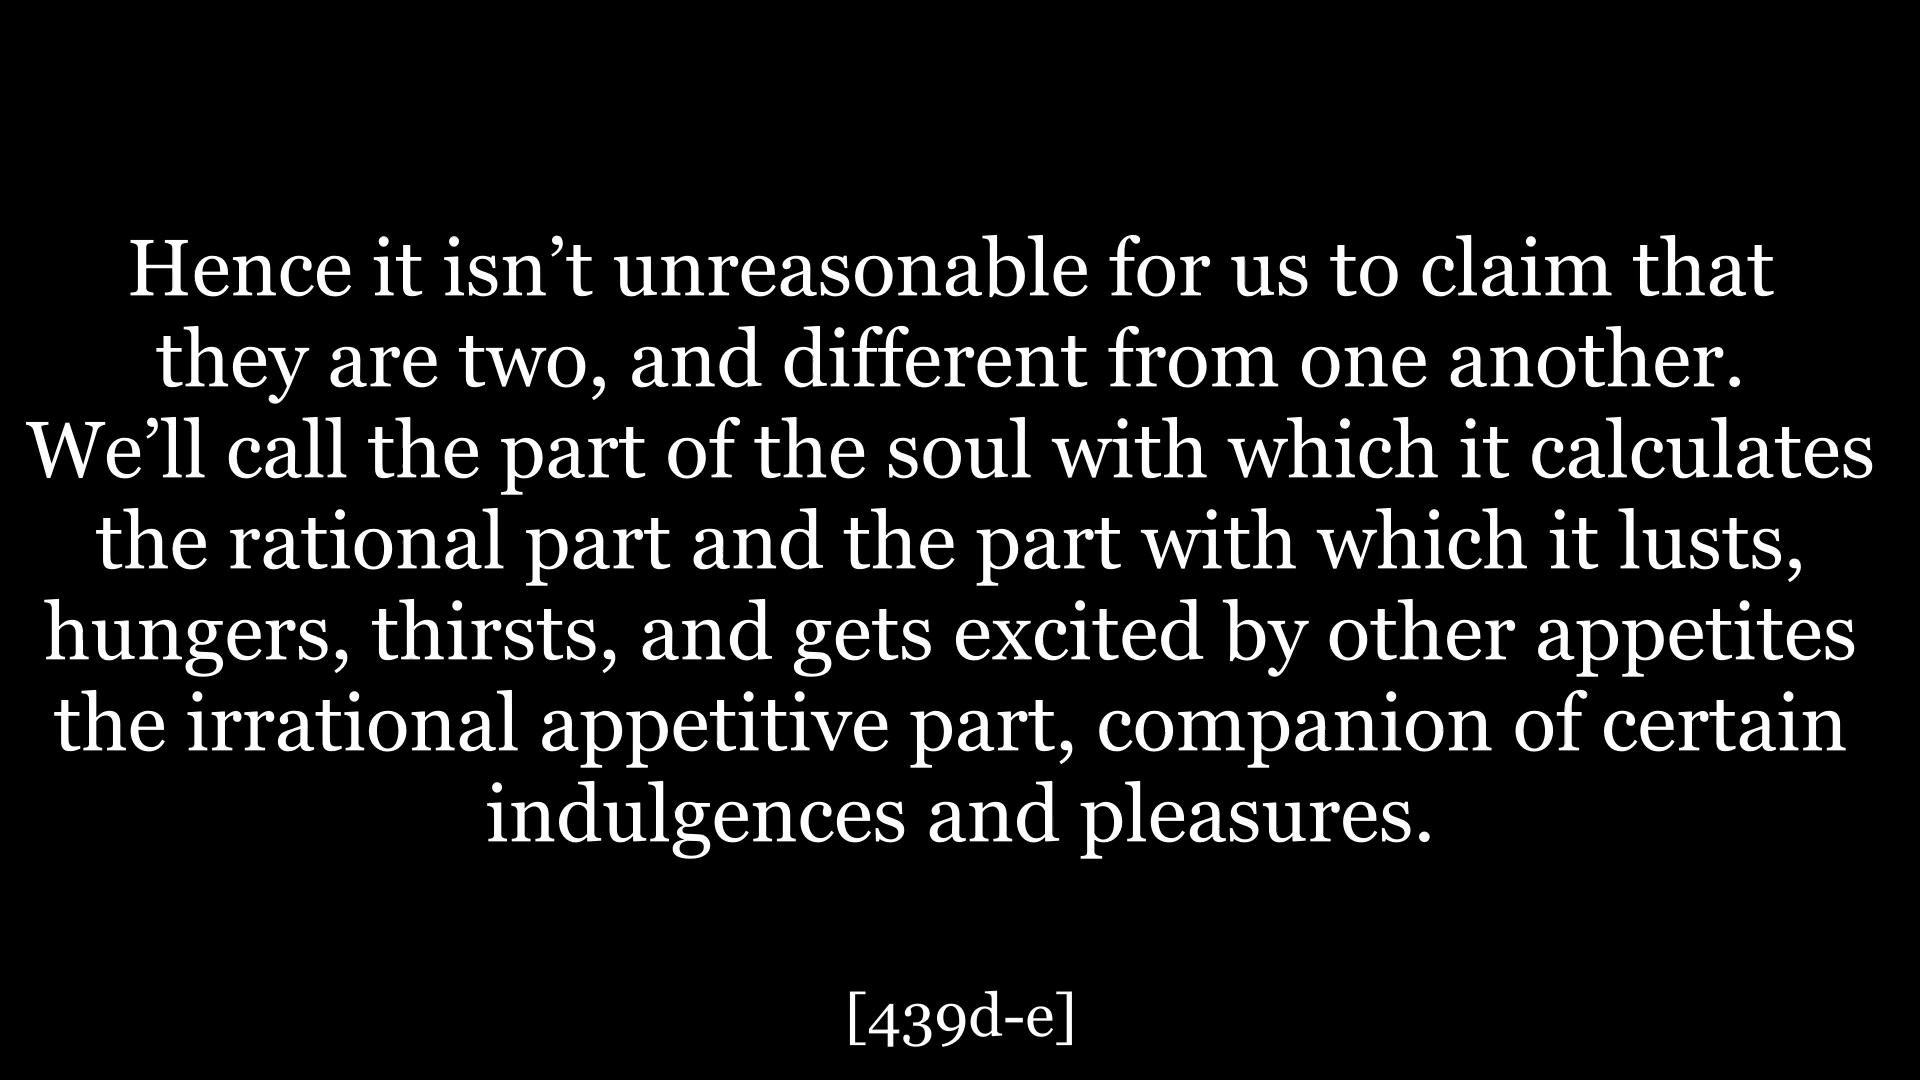 Hence it isn’t unreasonable for us to claim that
they are two, and different from one another.
We’ll call the part of the soul with which it calculates
the rational part and the part with which it lusts,
hungers, thirsts, and gets excited by other appetites
the irrational appetitive part, companion of certain
indulgences and pleasures.
[439d-e]